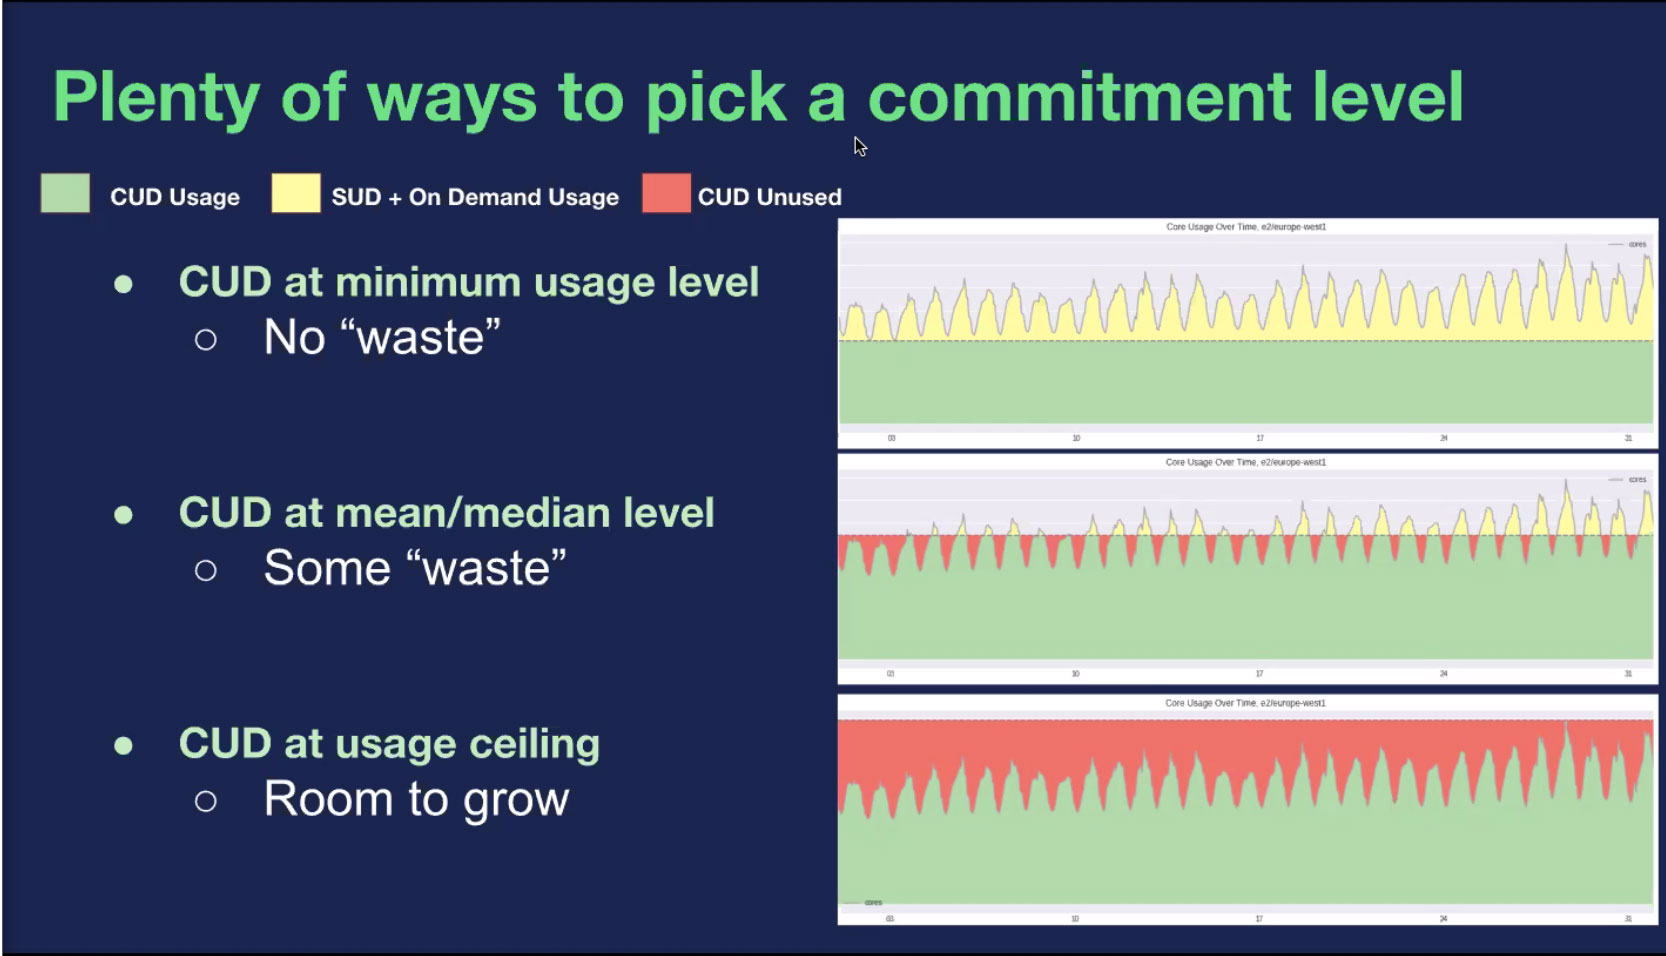 Plenty of ways to pick a commitment level
CUD Usage
SUD + On Demand Usage
CUD Unused
CUD at minimum usage level
No “waste”
CUD at mean/median level
Some “waste”
CUD at usage ceiling
Room to grow
Core Usage Over Time, e2/europe-west1
cores
03 10 17 24 31
Core Usage Over Time, e2/europe-west1
cores
03 10 17 24 31
Core Usage Over Time, e2/europe-west1
cores
03 10 17 24 31